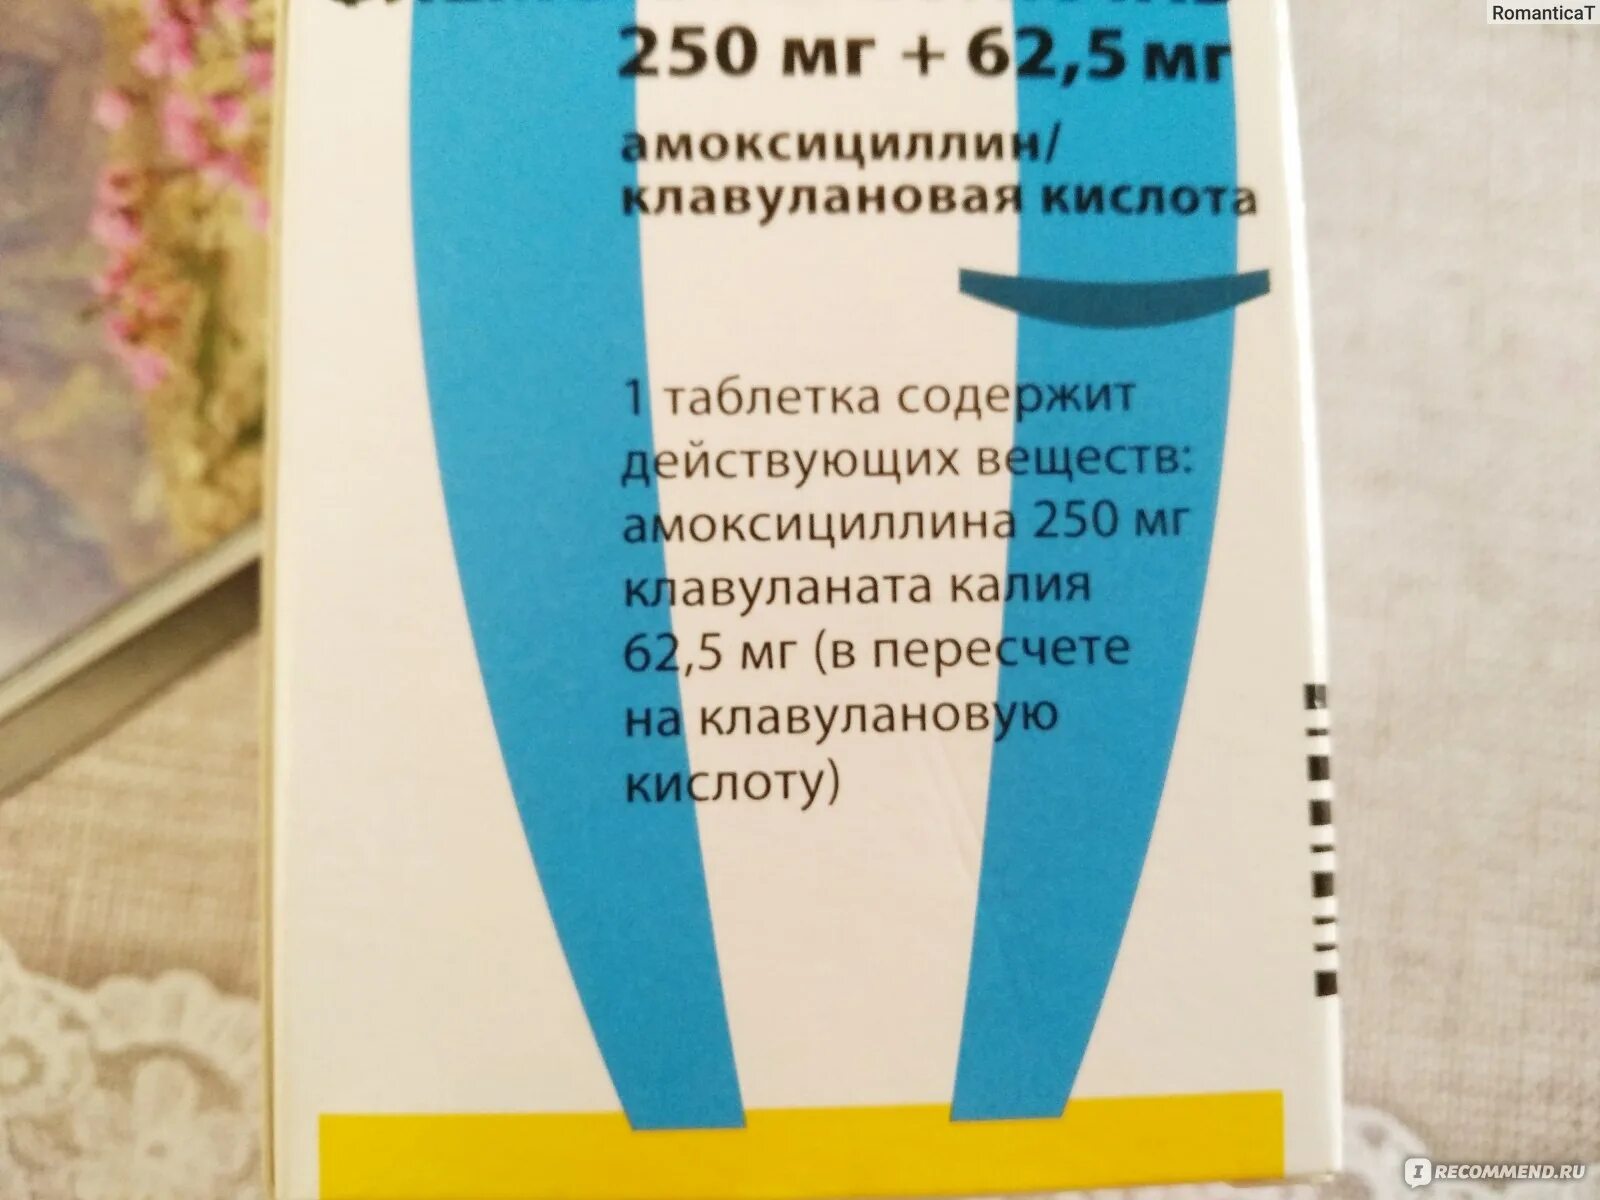 RomanticaT
250 мг + 62,5 мг
амоксициллин/
клавулановая кислота
1 таблетка содержит
действующих веществ:
амоксициллина 250 мг
клавуланата калия
62,5 мг (в пересчете
на клавулановую
кислоту)
IRECOMMEND.RU